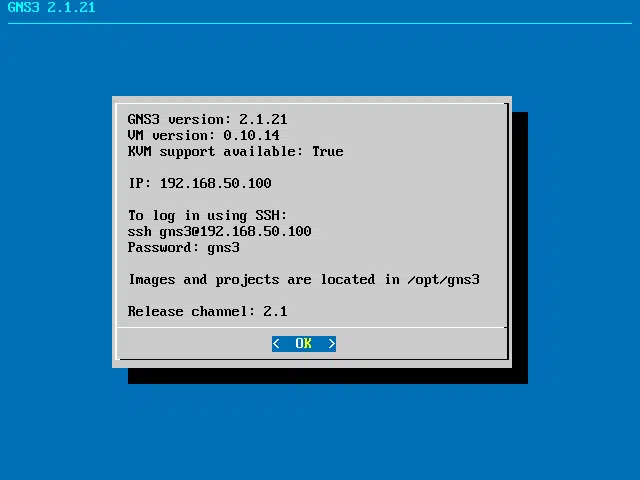 GNS3 2.1.21
GNS3 version: 2.1.21
VM version: 0.10.14
KVM support available: True
IP: 192.168.50.100
To log in using SSH:
ssh gns3@192.168.50.100
Password: gns3
Images and projects are located in /opt/gns3
Release channel: 2.1
<  OK  >